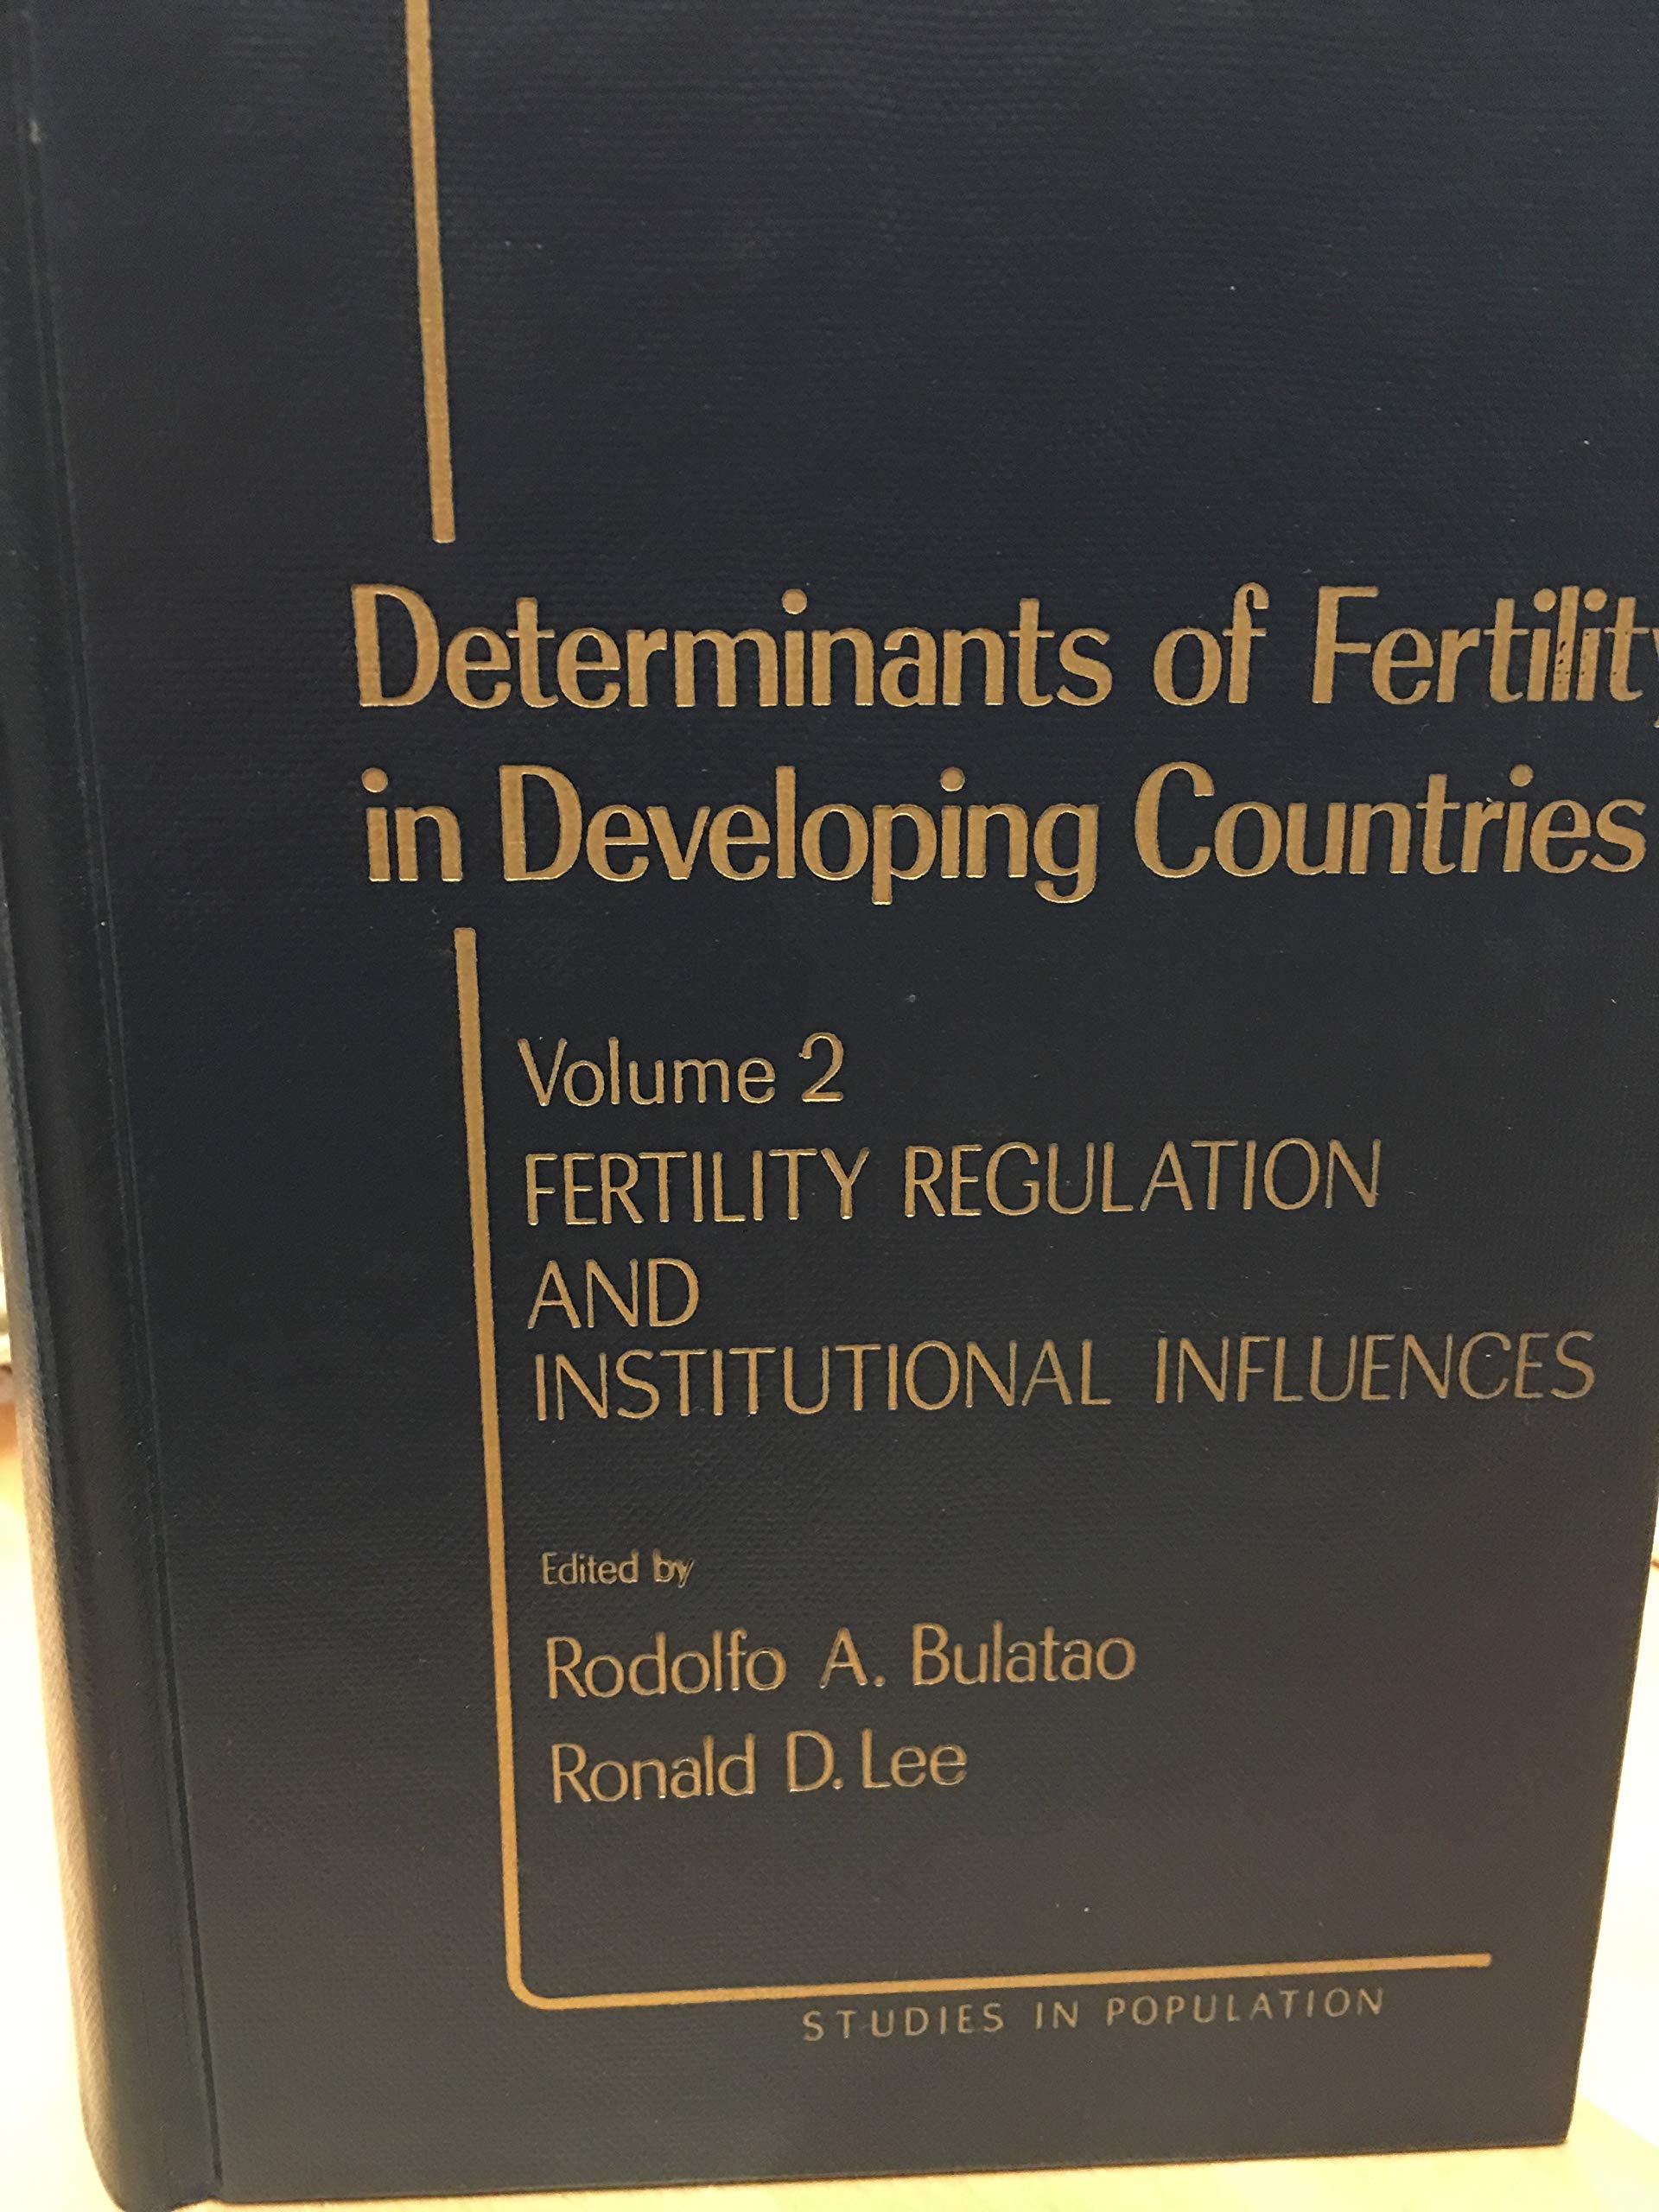 Determinants of Fertility
in Developing Countries
Volume 2
FERTILITY REGULATION
AND
INSTITUTIONAL INFLUENCES
Edited by
Rodolfo A. Bulatao
Ronald D. Lee
STUDIES IN POPULATION